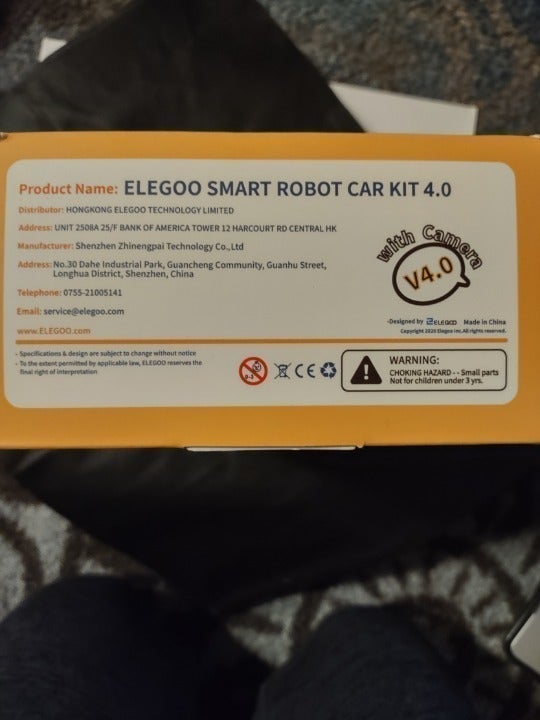 Product Name: ELEGOO SMART ROBOT CAR KIT 4.0
Distributor: HONGKONG ELEGOO TECHNOLOGY LIMITED
Address: UNIT 2508A 25/F BANK OF AMERICA TOWER 12 HARCOURT RD CENTRAL HK
Manufacturer: Shenzhen Zhinengpai Technology Co.,Ltd
Address: No.30 Dahe Industrial Park, Guancheng Community, Guanhu Street,
Longhua District, Shenzhen, China
Telephone: 0755-21005141
Email: service@elegoo.com
www.ELEGOO.com
with Camera
V4.0
-Designed by ELEGOO Made in China
Copyright 2020 Elegoo Inc.All rights reserved.
- Specifications & design are subject to change without notice
- To the extent permitted by applicable law, ELEGOO reserves the
final right of interpretation
0-3
CE
WARNING:
CHOKING HAZARD - - Small parts
Not for children under 3 yrs.